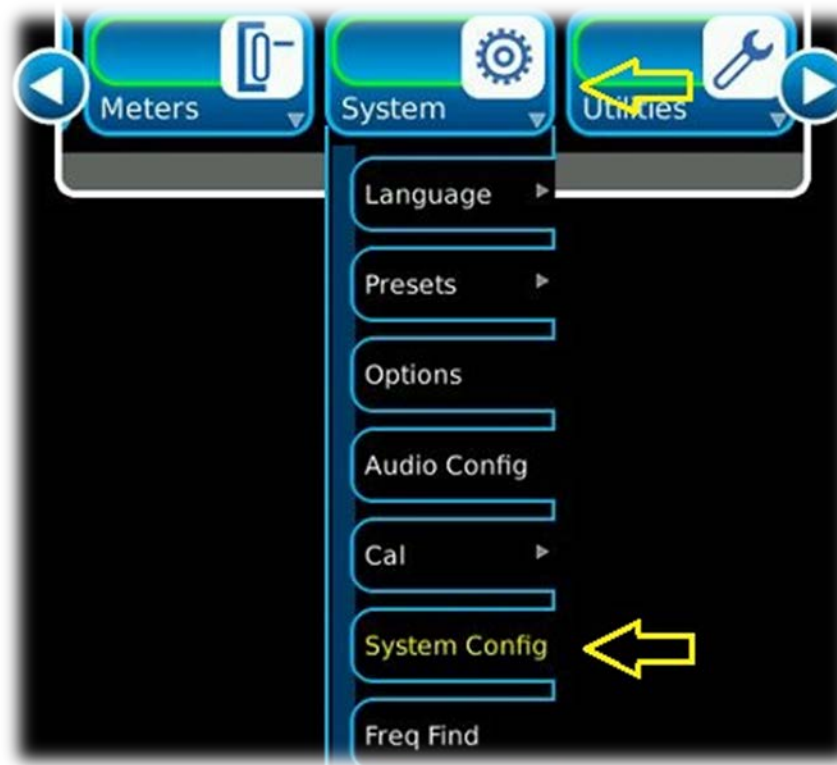 Meters
System
Utilities
Language
Presets
Options
Audio Config
Cal
System Config
Freq Find